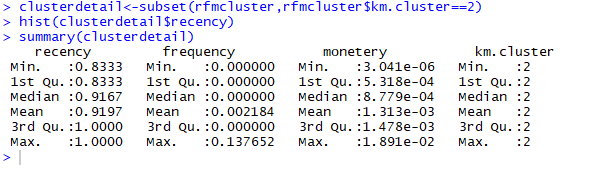 > clusterdetail<-subset(rfmcluster,rfmcluster$km.cluster==2)
> hist(clusterdetail$recency)
> summary(clusterdetail)
    recency         frequency           monetery           km.cluster
 Min.   :0.8333   Min.   :0.000000   Min.   :3.041e-06   Min.   :2
 1st Qu.:0.8333   1st Qu.:0.000000   1st Qu.:5.318e-04   1st Qu.:2
 Median :0.9167   Median :0.000000   Median :8.779e-04   Median :2
 Mean   :0.9197   Mean   :0.002184   Mean   :1.313e-03   Mean   :2
 3rd Qu.:1.0000   3rd Qu.:0.000000   3rd Qu.:1.478e-03   3rd Qu.:2
 Max.   :1.0000   Max.   :0.137652   Max.   :1.891e-02   Max.   :2
>